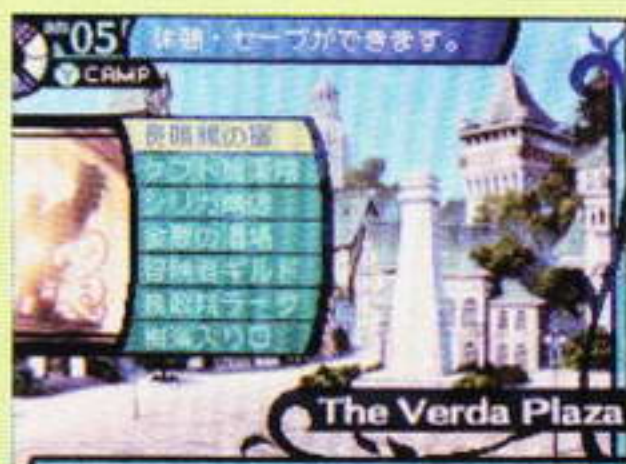 05
休憩・セーブができます。
Y CAMP
長鳴鶏の宿
ケフト施薬院
シリカ商店
金鹿の酒場
冒険者ギルド
執政院ラーダ
樹海入り口
The Verda Plaza